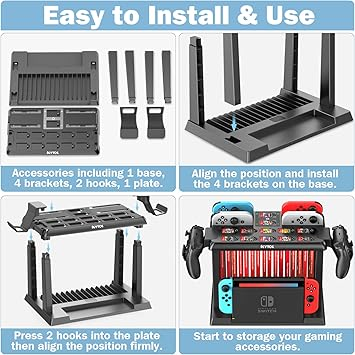 Easy to Install & Use
Accessories including 1 base,
4 brackets, 2 hooks, 1 plate.
Align the position and install
the 4 brackets on the base.
Press 2 hooks into the plate
then align the position firmly.
SWITCH
Start to storage your gaming
accessories.